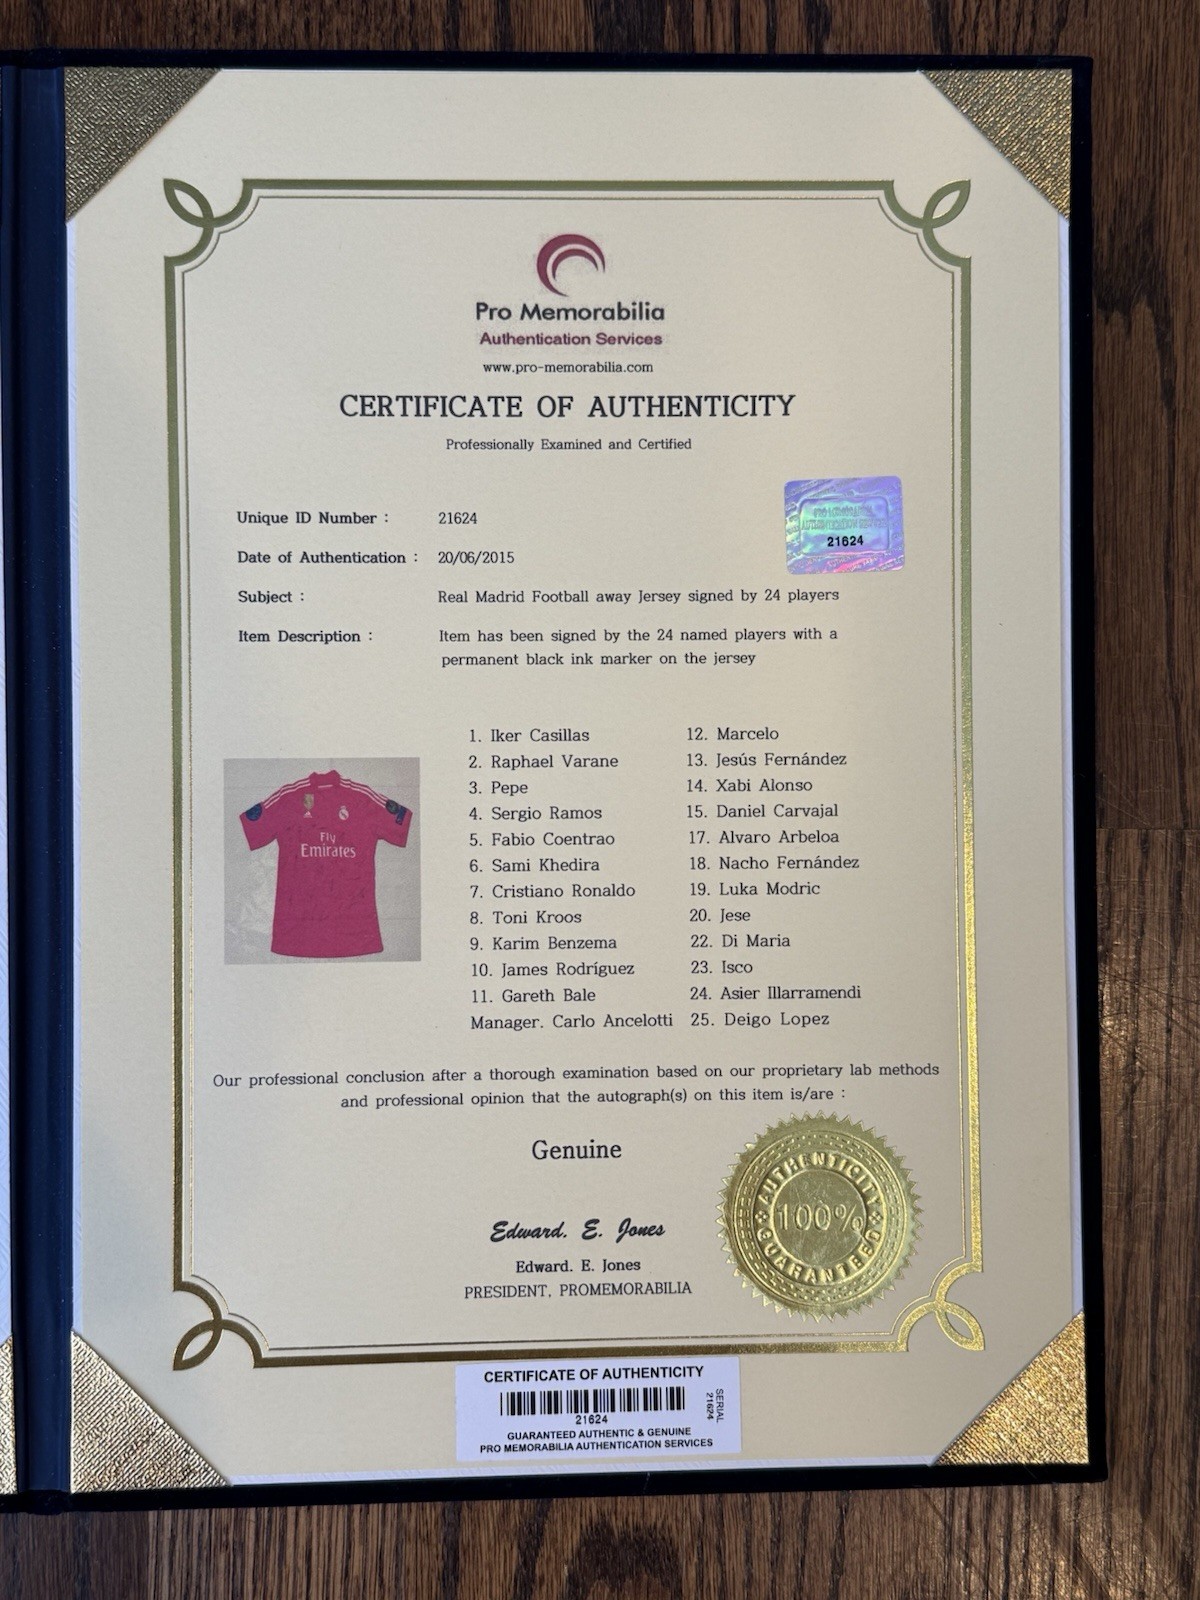 Pro Memorabilia
Authentication Services
www.pro-memorabilia.com
CERTIFICATE OF AUTHENTICITY
Professionally Examined and Certified
Unique ID Number : 21624
21624
Date of Authentication : 20/06/2015
Subject : Real Madrid Football away Jersey signed by 24 players
Item Description : Item has been signed by the 24 named players with a
permanent black ink marker on the jersey
Fly
Emirates
1. Iker Casillas
2. Raphael Varane
3. Pepe
4. Sergio Ramos
5. Fabio Coentrao
6. Sami Khedira
7. Cristiano Ronaldo
8. Toni Kroos
9. Karim Benzema
10. James Rodríguez
11. Gareth Bale
Manager. Carlo Ancelotti
12. Marcelo
13. Jesús Fernández
14. Xabi Alonso
15. Daniel Carvajal
17. Alvaro Arbeloa
18. Nacho Fernández
19. Luka Modric
20. Jese
22. Di Maria
23. Isco
24. Asier Illarramendi
25. Deigo Lopez
Our professional conclusion after a thorough examination based on our proprietary lab methods
and professional opinion that the autograph(s) on this item is/are :
Genuine
Edward. E. Jones
Edward. E. Jones
PRESIDENT, PROMEMORABILIA
AUTHENTICITY
100%
GUARANTEED
CERTIFICATE OF AUTHENTICITY
21624
SERIAL
21624
GUARANTEED AUTHENTIC & GENUINE
PRO MEMORABILIA AUTHENTICATION SERVICES